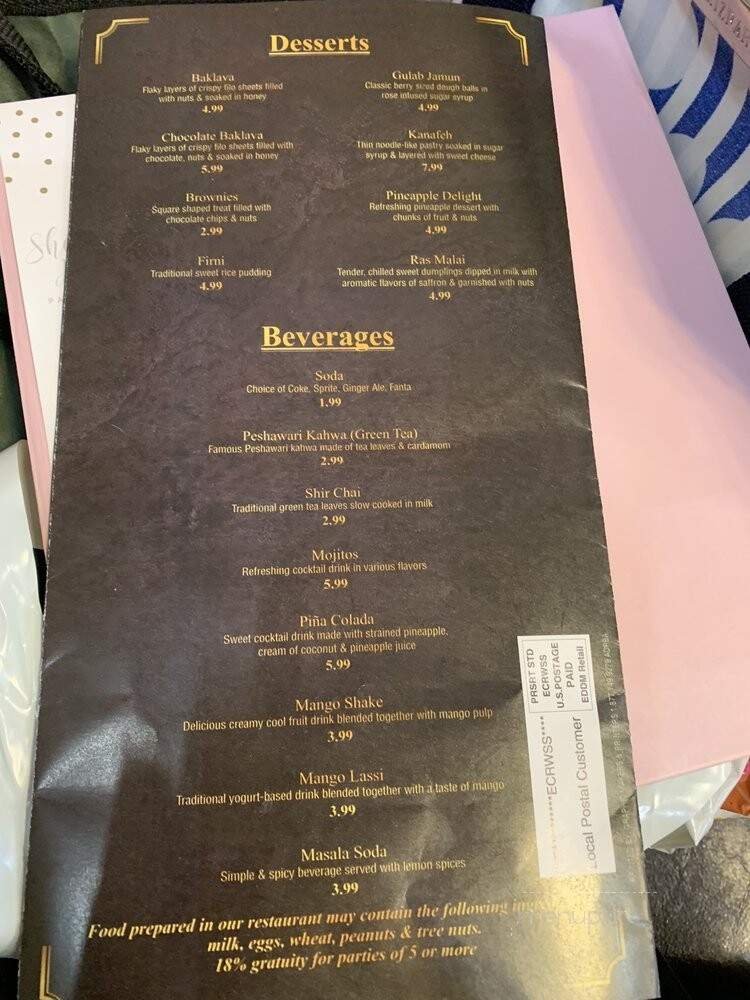 Desserts
Baklava
Flaky layers of crispy filo sheets filled
with nuts & soaked in honey
4.99
Chocolate Baklava
Flaky layers of crispy filo sheets filled with
chocolate, nuts & soaked in honey
5.99
Brownies
Square shaped treat filled with
chocolate chips & nuts
2.99
Firni
Traditional sweet rice pudding
4.99
Gulab Jamun
Classic berry sized dough balls in
rose infused sugar syrup
4.99
Kanafeh
Thin noodle-like pastry soaked in sugar
syrup & layered with sweet cheese
7.99
Pineapple Delight
Refreshing pineapple dessert with
chunks of fruit & nuts
4.99
Ras Malai
Tender, chilled sweet dumplings dipped in milk with
aromatic flavors of saffron & garnished with nuts
4.99
Beverages
Soda
Choice of Coke, Sprite, Ginger Ale, Fanta
1.99
Peshawari Kahwa (Green Tea)
Famous Peshawari kahwa made of tea leaves & cardamom
2.99
Shir Chai
Traditional green tea leaves slow cooked in milk
2.99
Mojitos
Refreshing cocktail drink in various flavors
5.99
Piña Colada
Sweet cocktail drink made with strained pineapple,
cream of coconut & pineapple juice
5.99
Mango Shake
Delicious creamy cool fruit drink blended together with mango pulp
3.99
Mango Lassi
Traditional yogurt-based drink blended together with a taste of mango
3.99
Masala Soda
Simple & spicy beverage served with lemon spices
3.99
Food prepared in our restaurant may contain the following
milk, eggs, wheat, peanuts & tree nuts.
18% gratuity for parties of 5 or more
PRSRT STD
ECRWSS
U.S.POSTAGE
PAID
EDDM Retail
*****ECRWSS****
Local Postal Customer